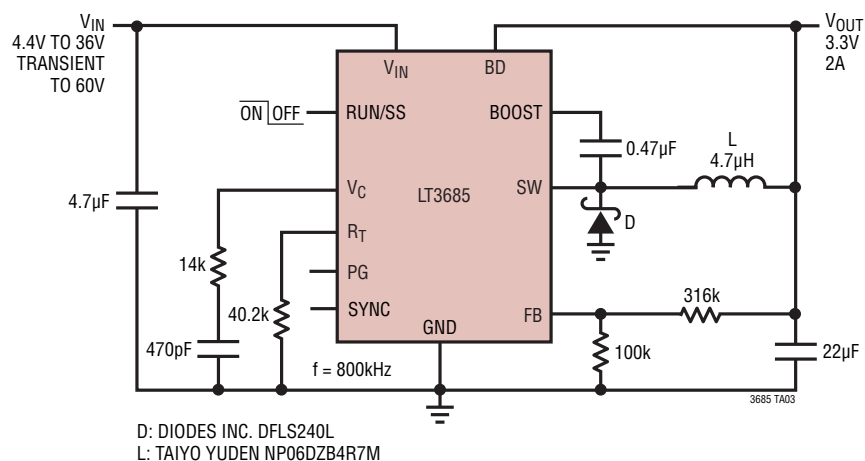 VIN
4.4V TO 36V
TRANSIENT
TO 60V
VOUT
3.3V
2A
VIN
BD
ON OFF
RUN/SS
BOOST
0.47µF
L
4.7µH
4.7µF
VC
LT3685
SW
D
RT
14k
PG
40.2k
SYNC
FB
316k
GND
470pF
f = 800kHz
100k
22µF
3685 TA03
D: DIODES INC. DFLS240L
L: TAIYO YUDEN NP06DZB4R7M